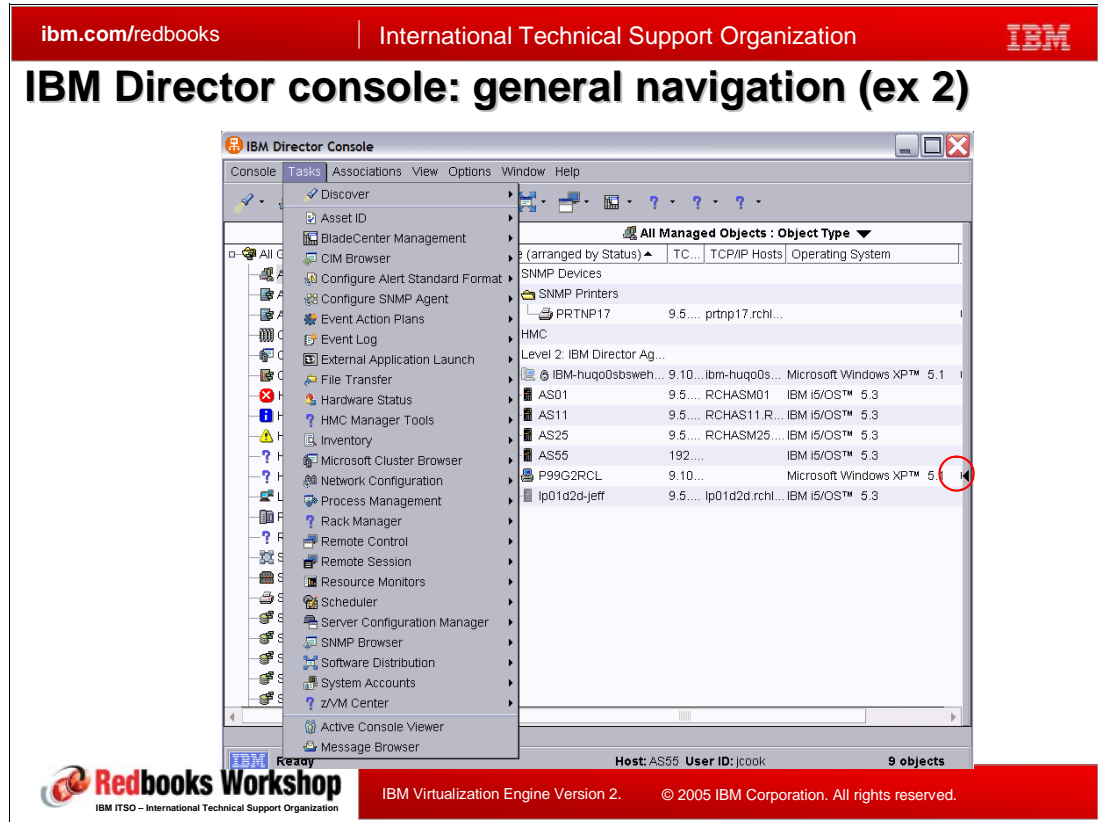 ibm.com/redbooks
International Technical Support Organization
IBM
IBM Director console: general navigation (ex 2)
IBM Director Console
Console Tasks Associations View Options Window Help
Discover
Asset ID
BladeCenter Management
CIM Browser
Configure Alert Standard Format
Configure SNMP Agent
Event Action Plans
Event Log
External Application Launch
File Transfer
Hardware Status
HMC Manager Tools
Inventory
Microsoft Cluster Browser
Network Configuration
Process Management
Rack Manager
Remote Control
Remote Session
Resource Monitors
Scheduler
Server Configuration Manager
SNMP Browser
Software Distribution
System Accounts
z/VM Center
Active Console Viewer
Message Browser
All Managed Objects : Object Type
All
(arranged by Status) TC... TCP/IP Hosts Operating System
SNMP Devices
SNMP Printers
PRTNP17 9.5.... prtnp17.rchl...
HMC
Level 2: IBM Director Ag...
IBM-huqo0sbsweh... 9.10... ibm-huqo0s... Microsoft Windows XP™ 5.1
AS01 9.5.... RCHASM01 IBM i5/OS™ 5.3
AS11 9.5.... RCHAS11.R... IBM i5/OS™ 5.3
AS25 9.5.... RCHASM25.... IBM i5/OS™ 5.3
AS55 192.... IBM i5/OS™ 5.3
P99G2RCL 9.10... Microsoft Windows XP™ 5.1
lp01d2d-jeff 9.5.... lp01d2d.rchl... IBM i5/OS™ 5.3
IBM Ready Host: AS55 User ID: jcook 9 objects
Redbooks Workshop
IBM ITSO – International Technical Support Organization
IBM Virtualization Engine Version 2.
© 2005 IBM Corporation. All rights reserved.